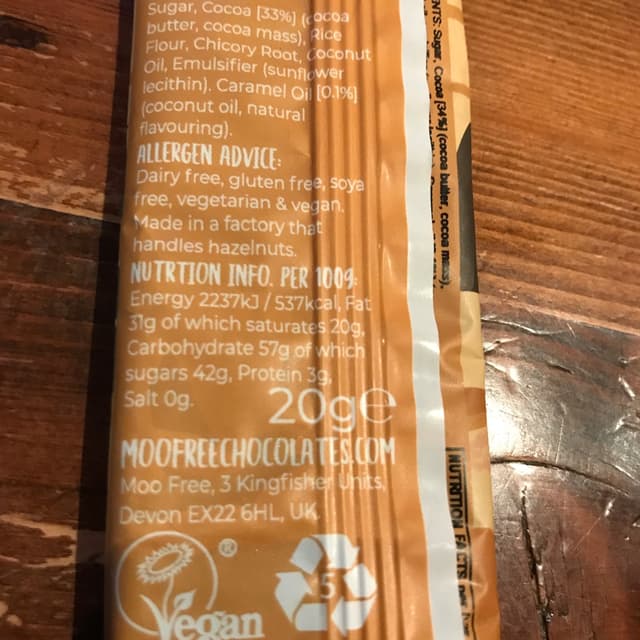 Sugar, Cocoa [33%] (cocoa
butter, cocoa mass), Rice
Flour, Chicory Root, Coconut
Oil, Emulsifier (sunflower
lecithin). Caramel Oil [0.1%]
(coconut oil, natural
flavouring).
ALLERGEN ADVICE:
Dairy free, gluten free, soya
free, vegetarian & vegan.
Made in a factory that
handles hazelnuts.
NUTRTION INFO. PER 100g:
Energy 2237kJ / 537kcal, Fat
31g of which saturates 20g,
Carbohydrate 57g of which
sugars 42g, Protein 3g,
Salt 0g.
20g℮
MOOFREECHOCOLATES.COM
Moo Free, 3 Kingfisher Units,
Devon EX22 6HL, UK.
®
Vegan
5
ENTS: Sugar, Cocoa [34%] (cocoa butter, cocoa mass),
NUTRITION FACTS